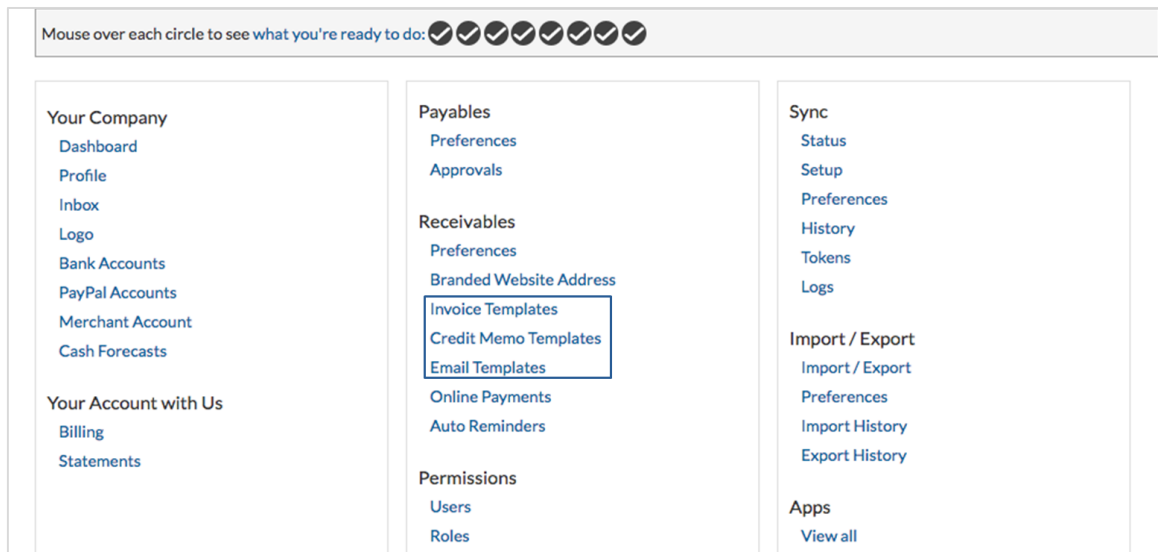 Mouse over each circle to see what you're ready to do:
Your Company
Dashboard
Profile
Inbox
Logo
Bank Accounts
PayPal Accounts
Merchant Account
Cash Forecasts
Your Account with Us
Billing
Statements
Payables
Preferences
Approvals
Receivables
Preferences
Branded Website Address
Invoice Templates
Credit Memo Templates
Email Templates
Online Payments
Auto Reminders
Permissions
Users
Roles
Sync
Status
Setup
Preferences
History
Tokens
Logs
Import / Export
Import / Export
Preferences
Import History
Export History
Apps
View all